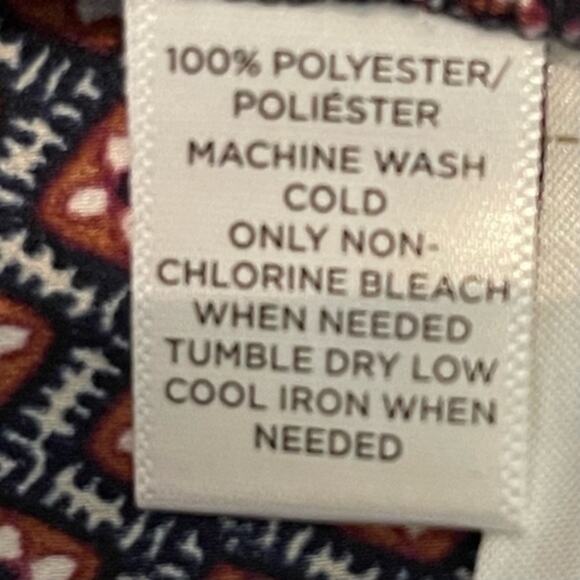 100% POLYESTER/
POLIÉSTER
MACHINE WASH
COLD
ONLY NON-
CHLORINE BLEACH
WHEN NEEDED
TUMBLE DRY LOW
COOL IRON WHEN
NEEDED